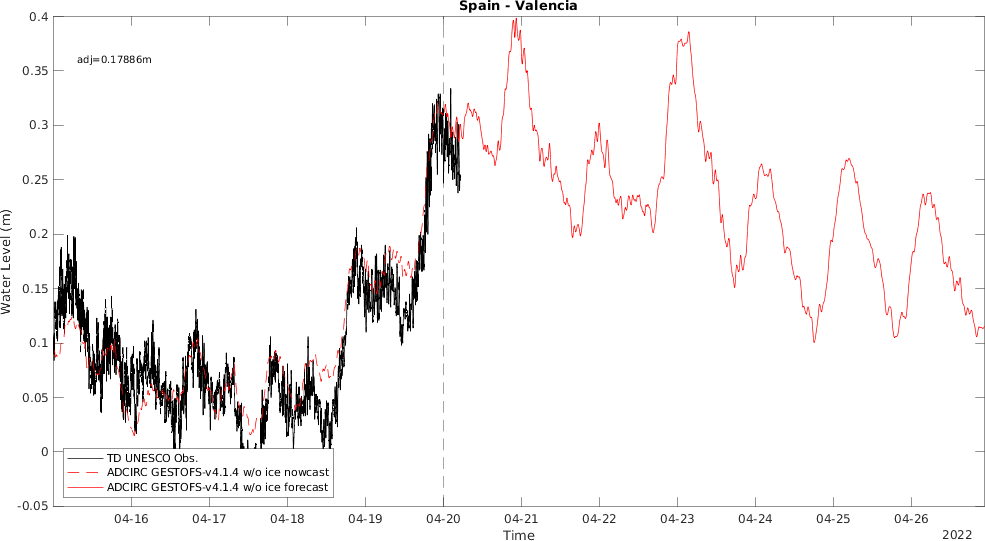 Spain - Valencia
adj=0.17886m
Water Level (m)
0.4
0.35
0.3
0.25
0.2
0.15
0.1
0.05
0
-0.05
TD UNESCO Obs.
ADCIRC GESTOFS-v4.1.4 w/o ice nowcast
ADCIRC GESTOFS-v4.1.4 w/o ice forecast
04-16 04-17 04-18 04-19 04-20 04-21 04-22 04-23 04-24 04-25 04-26
Time
2022